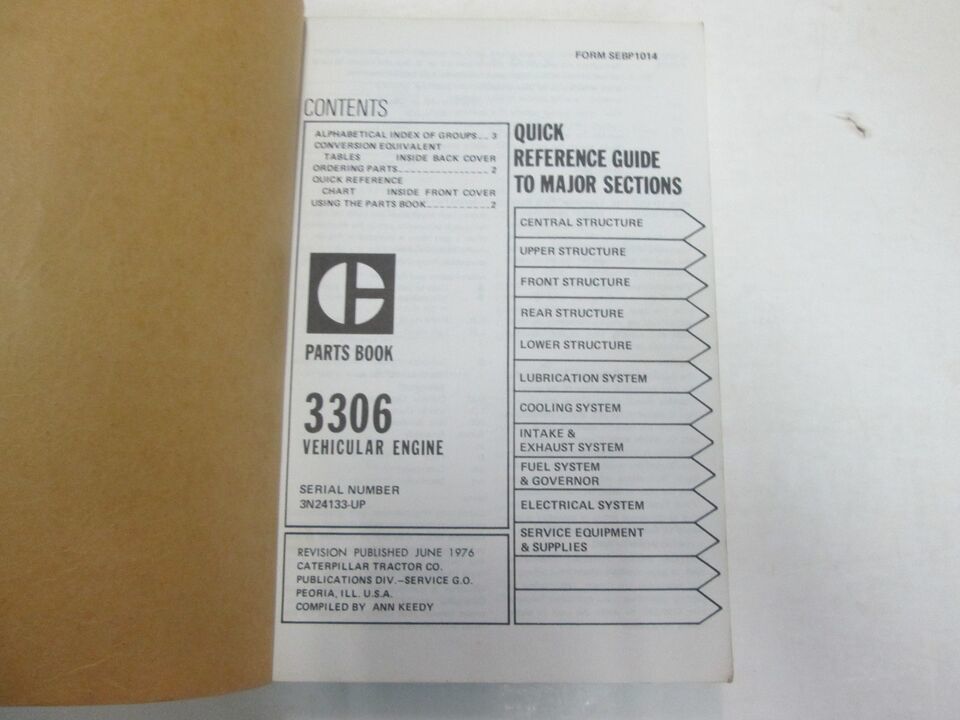 FORM SEBP1014
CONTENTS
ALPHABETICAL INDEX OF GROUPS.._ 3
CONVERSION EQUIVALENT
TABLES INSIDE BACK COVER
ORDERING PARTS________________ 2
QUICK REFERENCE
CHART INSIDE FRONT COVER
USING THE PARTS BOOK___________2
PARTS BOOK
3306
VEHICULAR ENGINE
SERIAL NUMBER
3N24133-UP
REVISION PUBLISHED JUNE 1976
CATERPILLAR TRACTOR CO.
PUBLICATIONS DIV.-SERVICE G.O.
PEORIA, ILL. U.S.A.
COMPILED BY ANN KEEDY
QUICK
REFERENCE GUIDE
TO MAJOR SECTIONS
CENTRAL STRUCTURE
UPPER STRUCTURE
FRONT STRUCTURE
REAR STRUCTURE
LOWER STRUCTURE
LUBRICATION SYSTEM
COOLING SYSTEM
INTAKE &
EXHAUST SYSTEM
FUEL SYSTEM
& GOVERNOR
ELECTRICAL SYSTEM
SERVICE EQUIPMENT
& SUPPLIES